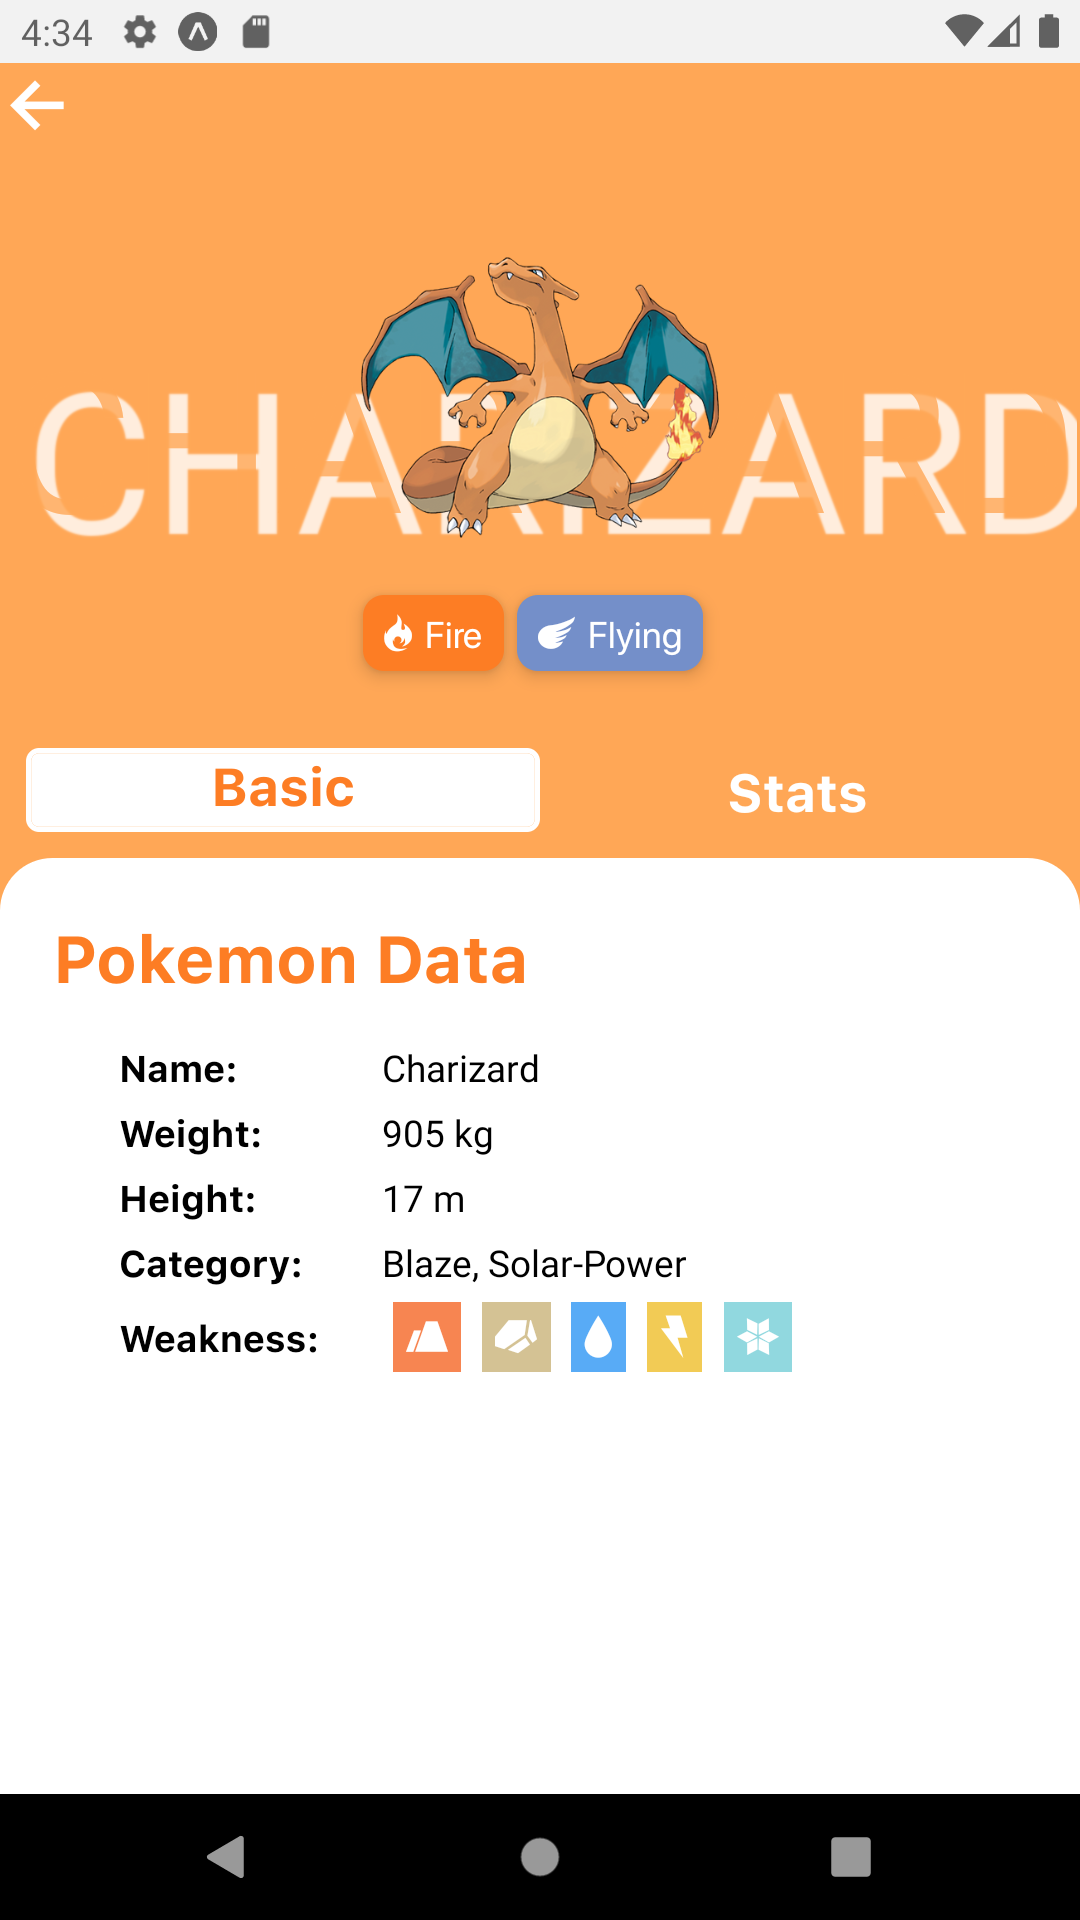 4:34
CHARIZARD
Fire Flying
Basic Stats
Pokemon Data
Name: Charizard
Weight: 905 kg
Height: 17 m
Category: Blaze, Solar-Power
Weakness: